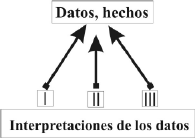 Datos, hechos
I II III
Interpretaciones de los datos